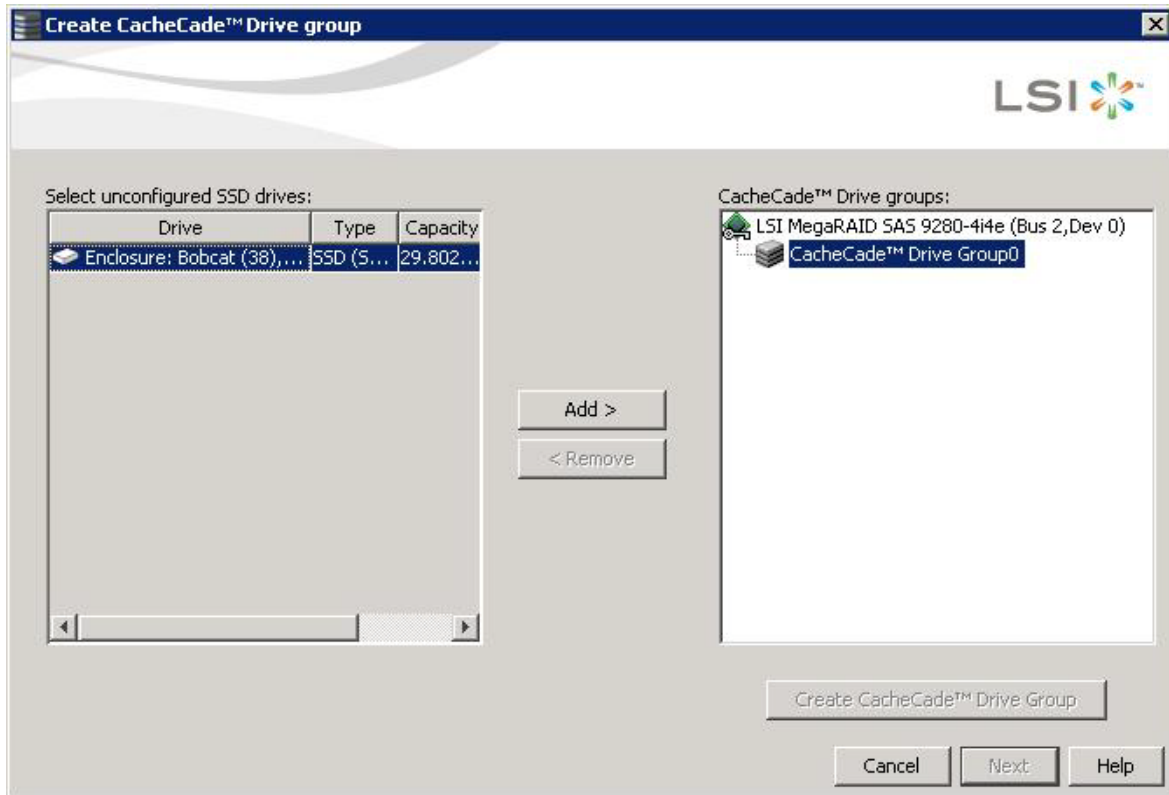 Create CacheCade™ Drive group
LSI™
Select unconfigured SSD drives:
Drive Type Capacity
Enclosure: Bobcat (38),... SSD (S... 29.802...
Add >
< Remove
CacheCade™ Drive groups:
LSI MegaRAID SAS 9280-4i4e (Bus 2,Dev 0)
CacheCade™ Drive Group0
Create CacheCade™ Drive Group
Cancel Next Help